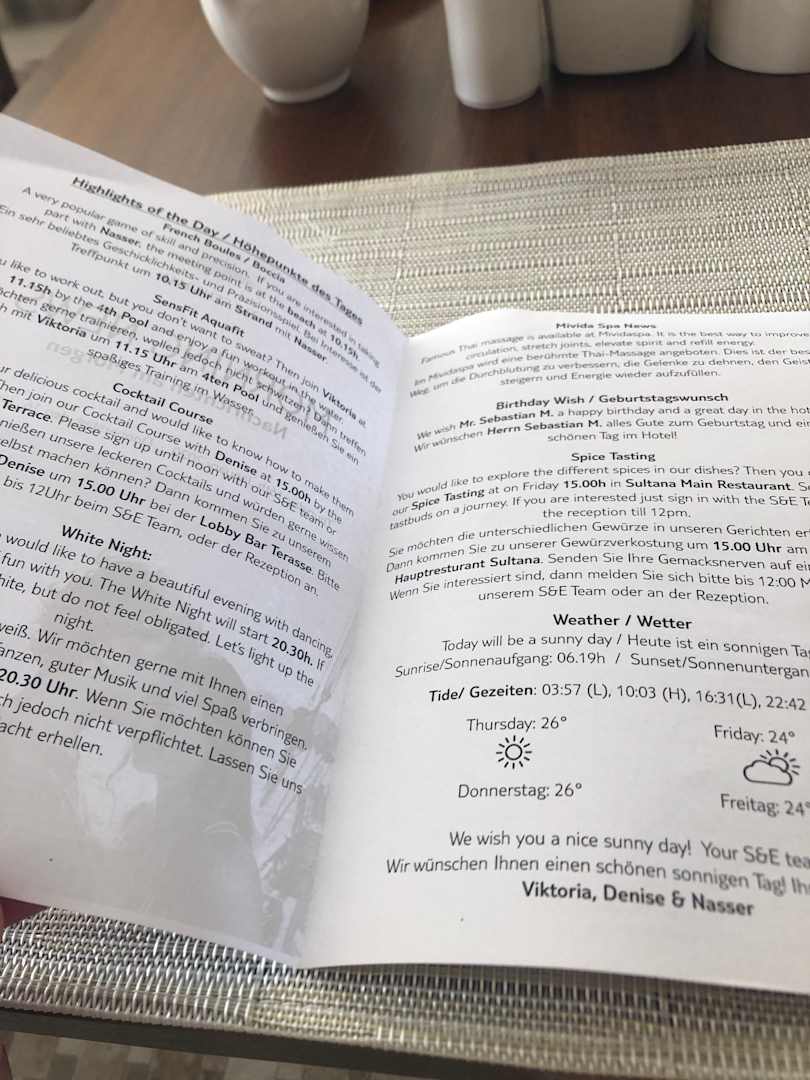 Highlights of the Day / Höhepunkte des Tages
French Boules / Boccia
A very popular game of skill and precision. If you are interested in taking
part with Nasser, the meeting point is at the beach at 10.15h.
Ein sehr beliebtes Geschicklichkeits- und Präzisionsspiel. Bei Interesse ist der
Treffpunkt um 10.15 Uhr am Strand mit Nasser.
SensFit Aquafit
like to work out, but you don't want to sweat? Then join Viktoria at
11.15h by the 4th Pool and enjoy a fun workout in the water.
gerne trainieren, wollen jedoch nicht schwitzen? Dann treffen
mit Viktoria um 11.15 Uhr am 4ten Pool und genießen Sie ein
spaßiges Training im Wasser.
Cocktail Course
delicious cocktail and would like to know how to make them
Then join our Cocktail Course with Denise at 15.00h by the
Terrace. Please sign up until noon with our S&E team or
unsere leckeren Cocktails und würden gerne wissen
selbst machen können? Dann kommen Sie zu unserem
Denise um 15.00 Uhr bei der Lobby Bar Terasse. Bitte
bis 12Uhr beim S&E Team, oder der Rezeption an.
White Night:
would like to have a beautiful evening with dancing,
fun with you. The White Night will start 20.30h. If
but do not feel obligated. Let's light up the
night.
weiß. Wir möchten gerne mit Ihnen einen
guter Musik und viel Spaß verbringen.
20.30 Uhr. Wenn Sie möchten können Sie
jedoch nicht verpflichtet. Lassen Sie uns
erhellen.
Mivida Spa News
Famous Thai massage is available at Mividaspa. It is the best way to improve
circulation, stretch joints, elevate spirit and refill energy.
Im Mividaspa wird eine berühmte Thai-Massage angeboten. Dies ist der
Weg, um die Durchblutung zu verbessern, die Gelenke zu dehnen, den
steigern und Energie wieder aufzufüllen.
Birthday Wish / Geburtstagswunsch
We wish Mr. Sebastian M. a happy birthday and a great day in the
Wir wünschen Herrn Sebastian M. alles Gute zum Geburtstag und
schönen Tag im Hotel!
Spice Tasting
You would like to explore the different spices in our dishes? Then you
our Spice Tasting at on Friday 15.00h in Sultana Main Restaurant.
tastbuds on a journey. If you are interested just sign in with the S&E
the reception till 12pm.
Sie möchten die unterschiedlichen Gewürze in unseren Gerichten
Dann kommen Sie zu unserer Gewürzverkostung um 15.00 Uhr am
Hauptresturant Sultana. Senden Sie Ihre Gemacksnerven auf
Wenn Sie interessiert sind, dann melden Sie sich bitte bis 12:00
unserem S&E Team oder an der Rezeption.
Weather / Wetter
Today will be a sunny day / Heute ist ein sonnigen
Sunrise/Sonnenaufgang: 06.19h / Sunset/
Tide/ Gezeiten: 03:57 (L), 10:03 (H), 16:31(L), 22:42
Thursday: 26° Friday: 24°
Donnerstag: 26° Freitag: 24°
We wish you a nice sunny day! Your S&E
Wir wünschen Ihnen einen schönen sonnigen Tag!
Viktoria, Denise & Nasser